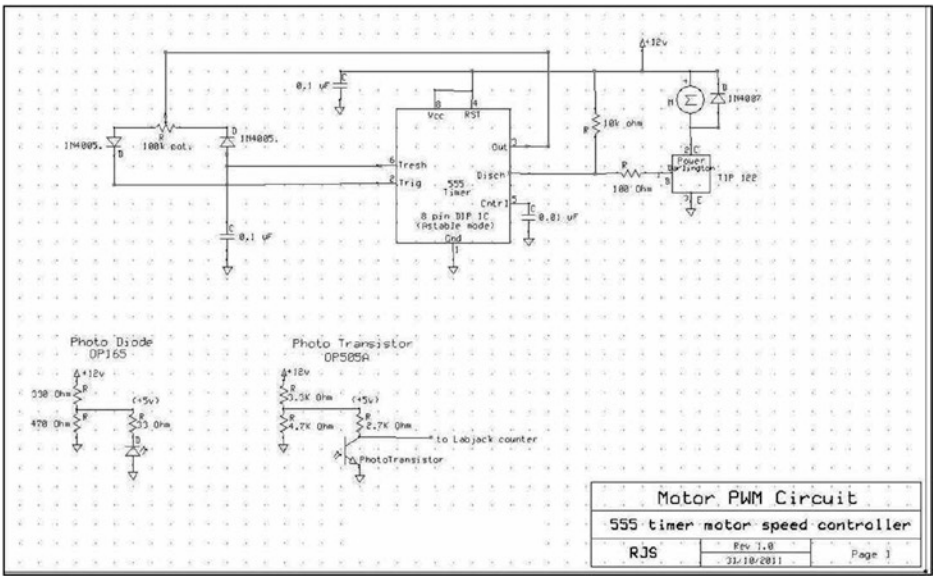 +12v
0.1 uF
C
8
4
Vcc
RST
M
D
1N4007
1N4005.
D
R
100k pot.
D
1N4005.
R
10k ohm
Out
3
6
Tresh
2
Trig
555
Timer
Disch
R
100 Ohm
2
C
Power
Darlington
B
TIP 122
E
Cntrl
5
C
0.01 uF
8 pin DIP IC
(Astable mode)
Gnd
1
C
0.1 uF
Photo Diode
OP165
+12v
R
330 Ohm
(+5v)
R
470 Ohm
R
33 Ohm
D
Photo Transistor
OP505A
+12v
R
3.3K Ohm
(+5v)
R
4.7K Ohm
R
2.7K Ohm
to Labjack counter
PhotoTransistor
Motor PWM Circuit
555 timer motor speed controller
RJS
Rev 1.0
31/10/2011
Page 1